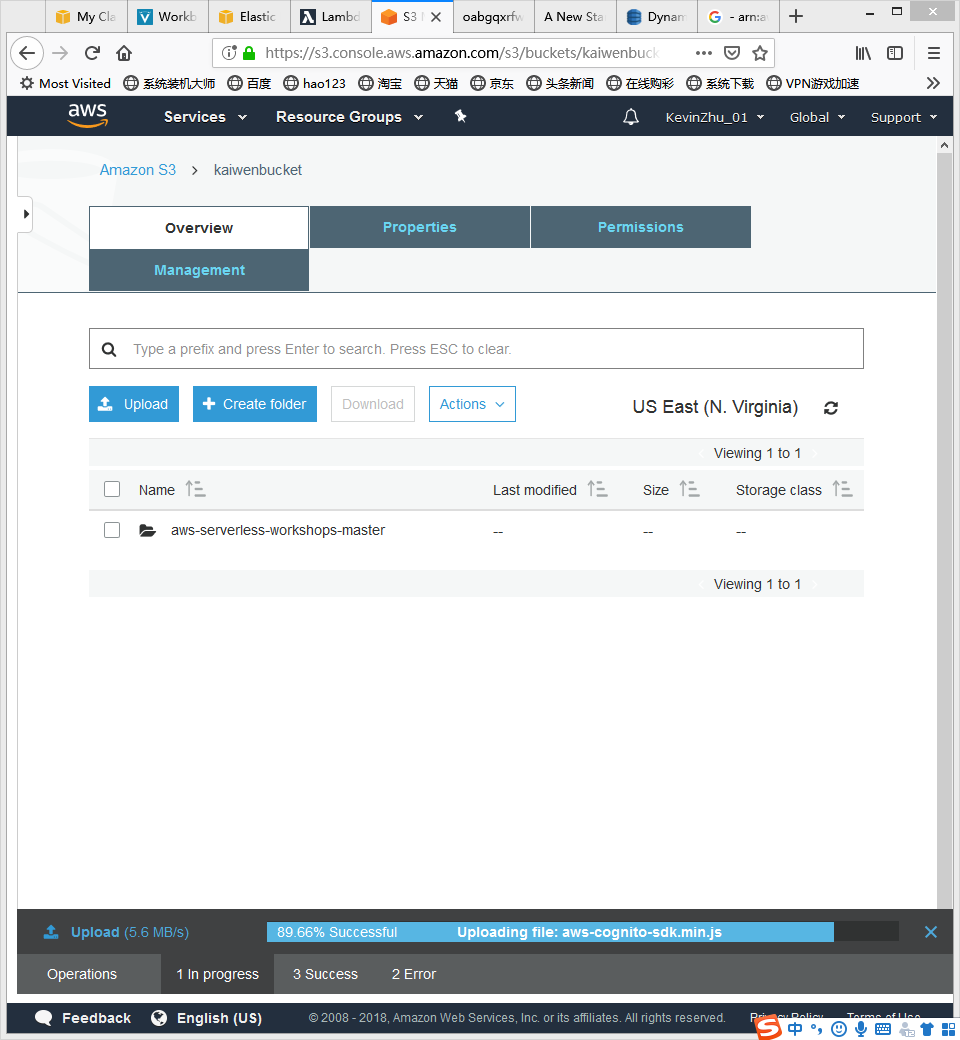 My Cla
Workb
Elastic
Lambd
S3 M
oabgqxrfw
A New Sta
Dynam
- arn:av
https://s3.console.aws.amazon.com/s3/buckets/kaiwenbuck
Most Visited 系统装机大师 百度 hao123 淘宝 天猫 京东 头条新闻 在线购彩 系统下载 VPN游戏加速
aws Services Resource Groups KevinZhu_01 Global Support
Amazon S3 > kaiwenbucket
Overview Properties Permissions
Management
Type a prefix and press Enter to search. Press ESC to clear.
Upload Create folder Download Actions US East (N. Virginia)
Viewing 1 to 1
Name Last modified Size Storage class
aws-serverless-workshops-master -- -- --
Viewing 1 to 1
Upload (5.6 MB/s) 89.66% Successful Uploading file: aws-cognito-sdk.min.js
Operations 1 In progress 3 Success 2 Error
Feedback English (US) © 2008 - 2018, Amazon Web Services, Inc. or its affiliates. All rights reserved. Privacy Policy Terms of Use
中